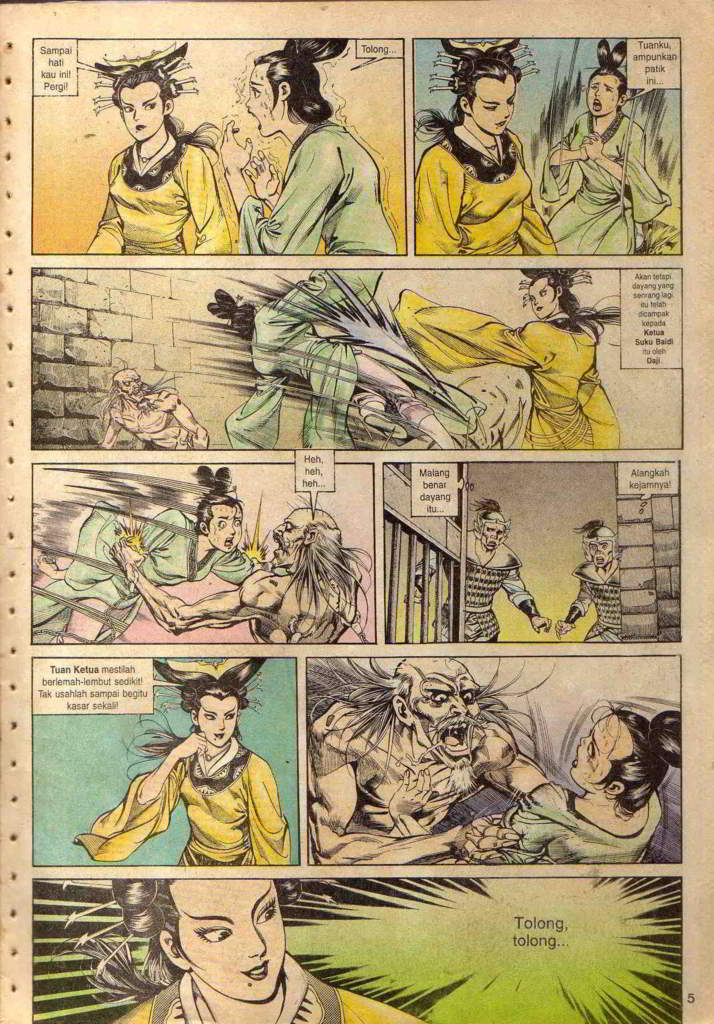 Sampai
hati
kau ini!
Pergi!
Tolong...
Tuanku,
ampunkan
patik
ini...
Akan tetapi,
dayang yang
seorang lagi
itu telah
dicampak
kepada
Ketua
Suku Baidi
itu oleh
Daji.
Heh,
heh,
heh...
Malang
benar
dayang
itu...
Alangkah
kejamnya!
Tuan Ketua mestilah
berlemah-lembut sedikit!
Tak usahlah sampai begitu
kasar sekali!
Tolong,
tolong...
5